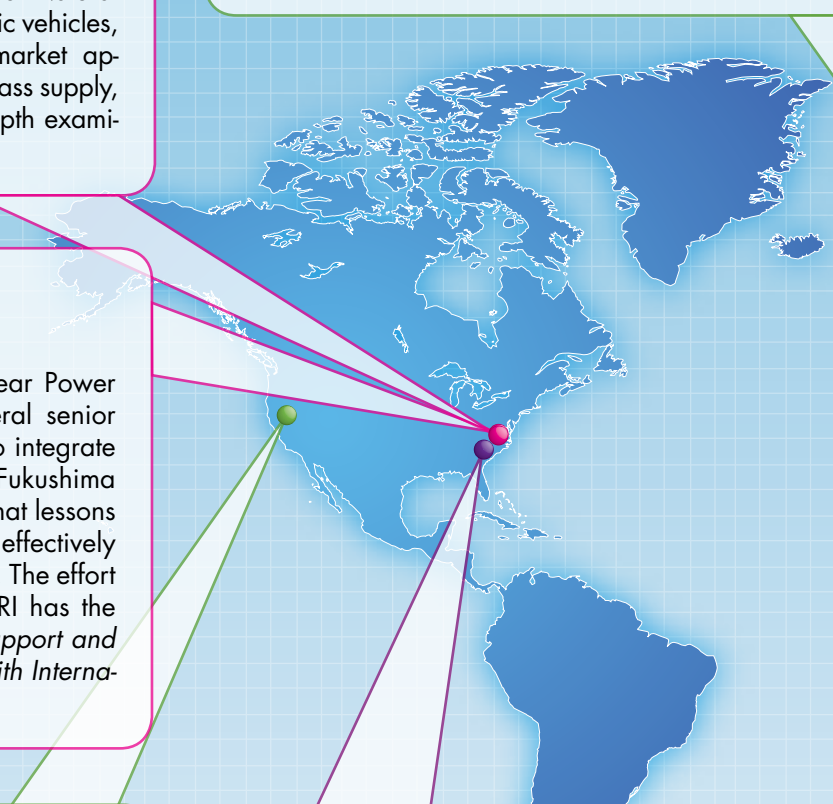 ic vehicles,
market ap-
ass supply,
pth exami-
ear Power
ral senior
o integrate
Fukushima
hat lessons
effectively
The effort
RI has the
pport and
ith Interna-